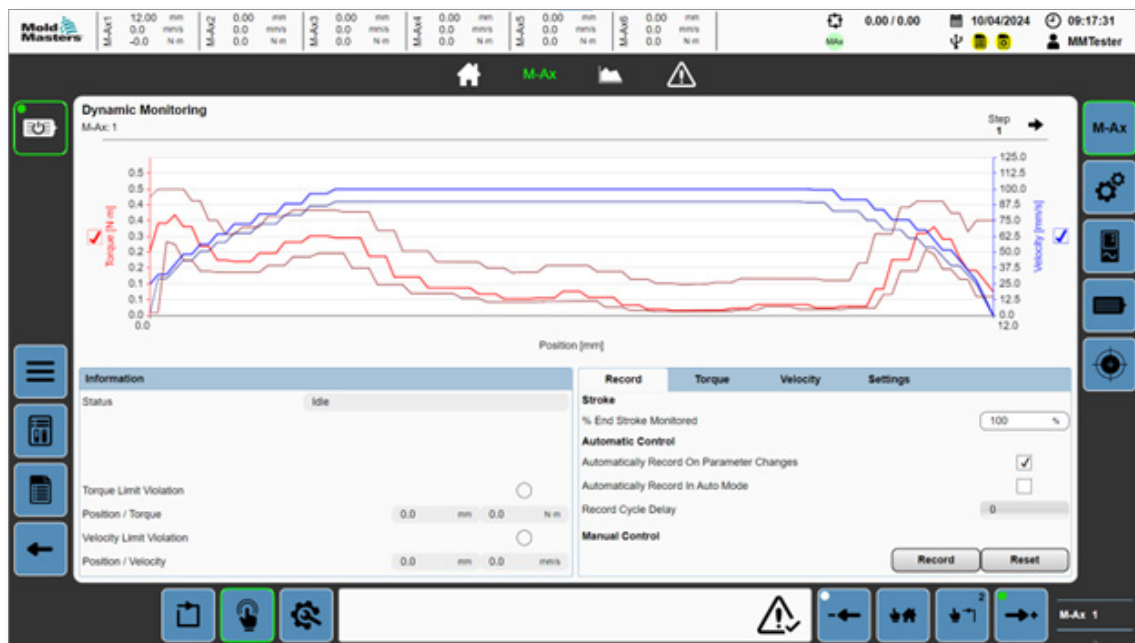 Mold Masters
M-Ax1 12.00 mm 0.0 mm/s -0.0 N·m
M-Ax2 0.00 mm 0.0 mm/s 0.0 N·m
M-Ax3 0.00 mm 0.0 mm/s 0.0 N·m
M-Ax4 0.00 mm 0.0 mm/s 0.0 N·m
M-Ax5 0.00 mm 0.0 mm/s 0.0 N·m
M-Ax6 0.00 mm 0.0 mm/s 0.0 N·m
MAx
0.00 / 0.00
10/04/2024
09:17:31
MMTester
M-Ax
Dynamic Monitoring
M-Ax: 1
Step
1
Torque [N·m]
0.5
0.5
0.4
0.4
0.3
0.2
0.2
0.1
0.1
0.0
125.0
112.5
100.0
87.5
75.0
62.5
50.0
37.5
25.0
12.5
0.0
Velocity [mm/s]
0.0
12.0
Position [mm]
M-Ax
Information
Status Idle
Torque Limit Violation
Position / Torque 0.0 mm 0.0 N·m
Velocity Limit Violation
Position / Velocity 0.0 mm 0.0 mm/s
Record Torque Velocity Settings
Stroke
% End Stroke Monitored 100 %
Automatic Control
Automatically Record On Parameter Changes
Automatically Record In Auto Mode
Record Cycle Delay 0
Manual Control
Record Reset
2
M-Ax 1